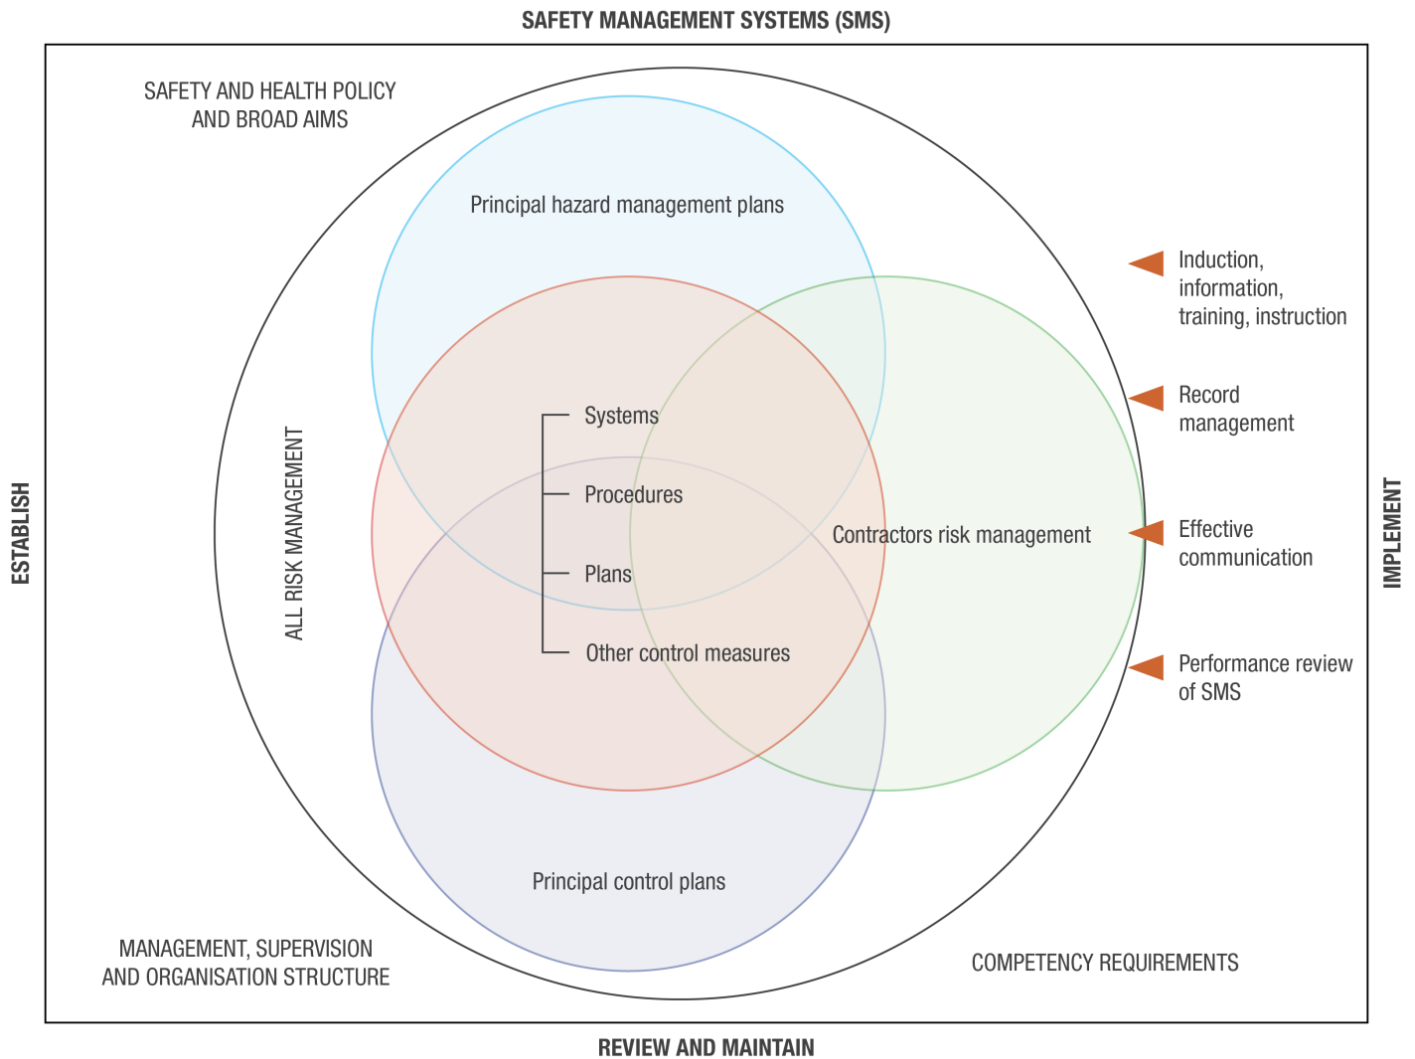 SAFETY MANAGEMENT SYSTEMS (SMS)
SAFETY AND HEALTH POLICY
AND BROAD AIMS
Principal hazard management plans
Induction,
information,
training, instruction
Record
management
Systems
Procedures
Plans
Other control measures
Contractors risk management
Effective
communication
Performance review
of SMS
ALL RISK MANAGEMENT
ESTABLISH
IMPLEMENT
Principal control plans
MANAGEMENT, SUPERVISION
AND ORGANISATION STRUCTURE
COMPETENCY REQUIREMENTS
REVIEW AND MAINTAIN